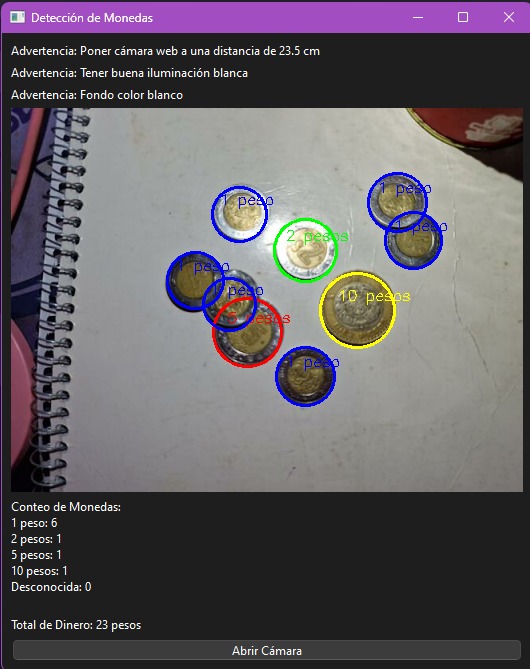 Detección de Monedas
Advertencia: Poner cámara web a una distancia de 23.5 cm
Advertencia: Tener buena iluminación blanca
Advertencia: Fondo color blanco
1 peso
1 peso
1 peso
2 pesos
1 peso
1 peso
10 pesos
pesos
1 peso
Conteo de Monedas:
1 peso: 6
2 pesos: 1
5 pesos: 1
10 pesos: 1
Desconocida: 0
Total de Dinero: 23 pesos
Abrir Cámara